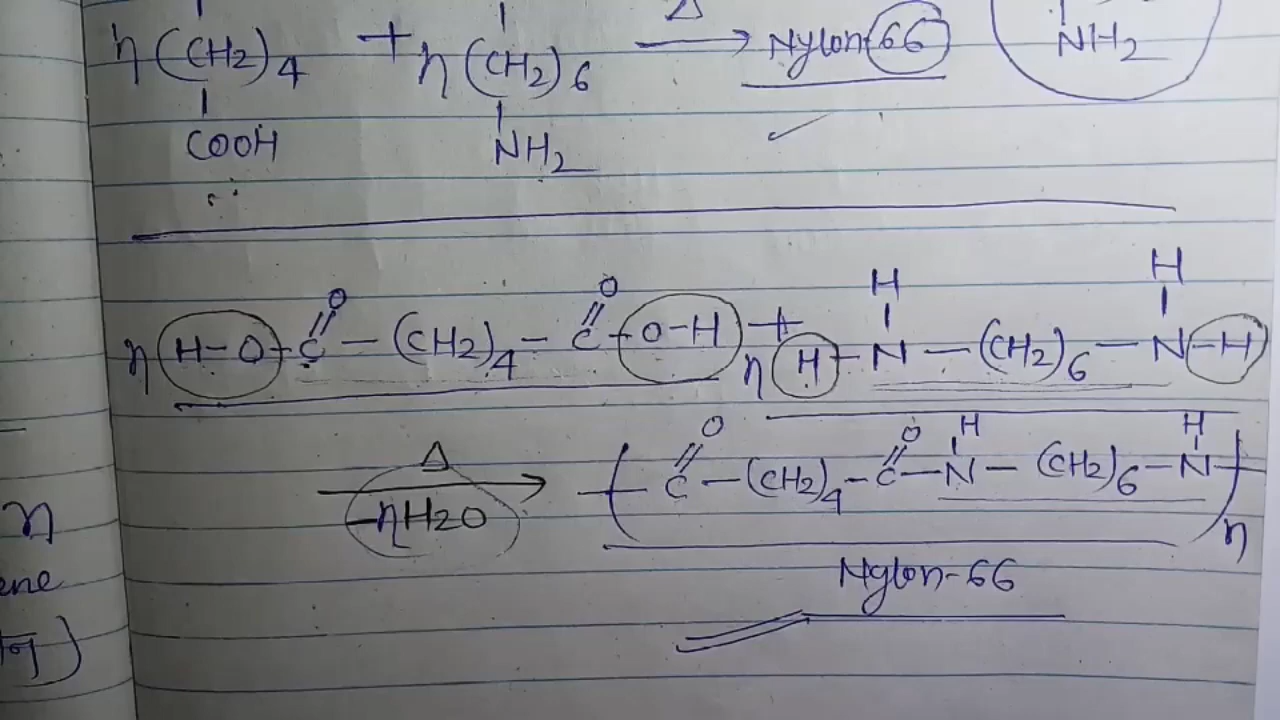 n (CH2)4 + n (CH2)6 Δ → Nylon-66 NH2
COOH NH2
O O H H
n H-O-C-(CH2)4-C-O-H + n H-N-(CH2)6-N-H
Δ O O H H
-nH2O → (-C-(CH2)4-C-N-(CH2)6-N-)n
Nylon-66
n
ene